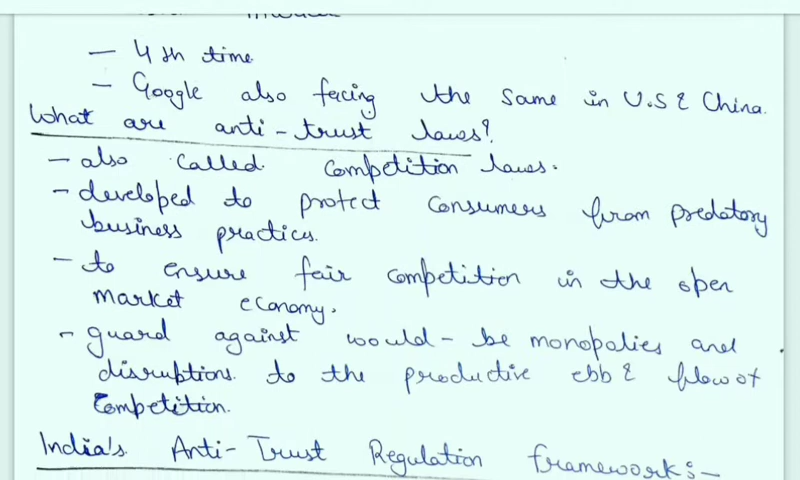 - 4th time
- Google also facing the same in U.S & China.
What are anti-trust laws?
- also called competition laws.
- developed to protect consumers from predatory
business practices.
- to ensure fair competition in the open
market economy.
- guard against would-be monopolies and
disruptions to the productive ebb & flow of
Competition.
India's Anti-Trust Regulation framework:-